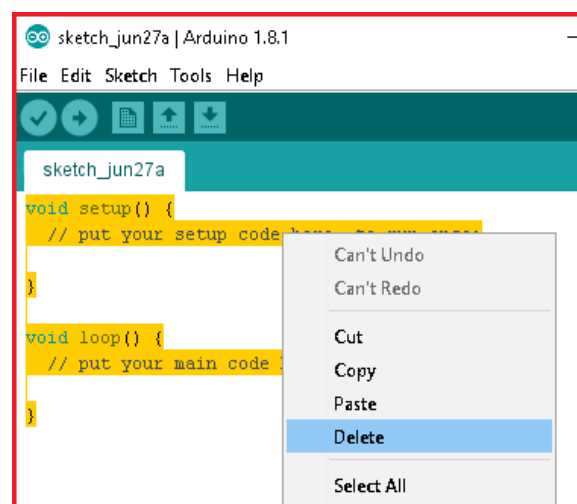 sketch_jun27a | Arduino 1.8.1
File Edit Sketch Tools Help
sketch_jun27a
void setup() {
// put your setup code
}
void loop() {
// put your main code
}
Can't Undo
Can't Redo
Cut
Copy
Paste
Delete
Select All